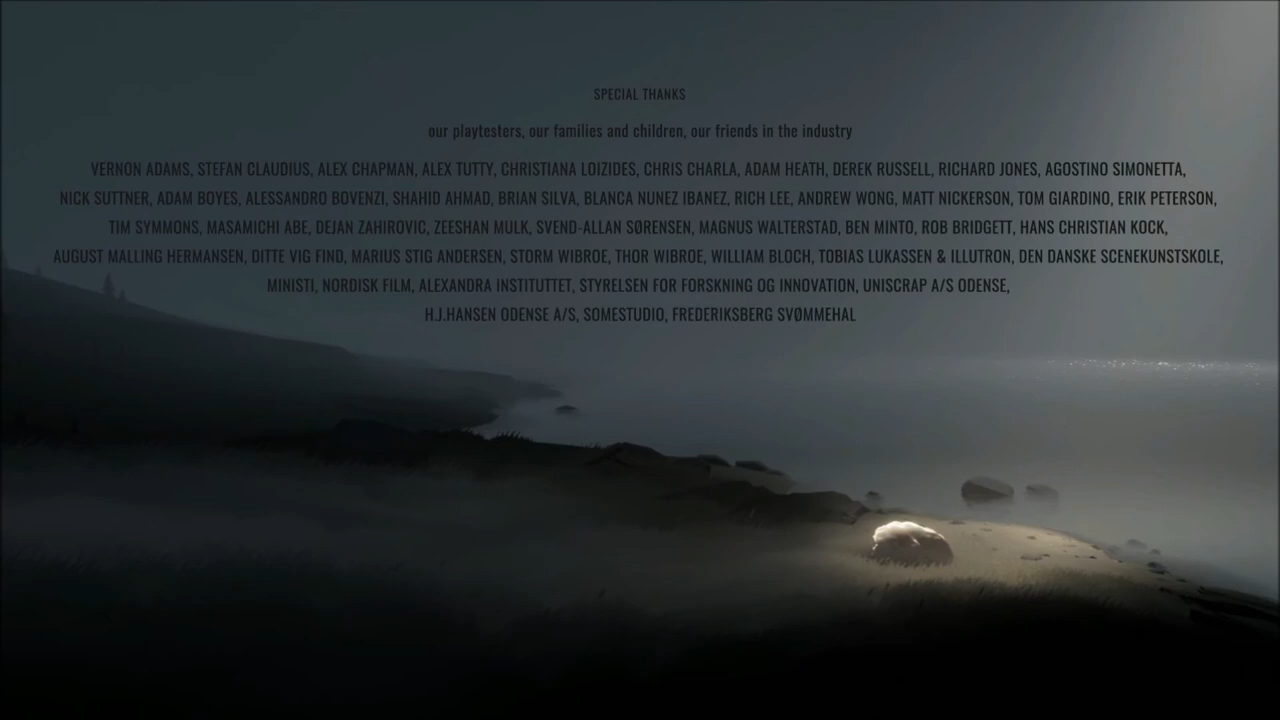 SPECIAL THANKS
our playtesters, our families and children, our friends in the industry
VERNON ADAMS, STEFAN CLAUDIUS, ALEX CHAPMAN, ALEX TUTTY, CHRISTIANA LOIZIDES, CHRIS CHARLA, ADAM HEATH, DEREK RUSSELL, RICHARD JONES, AGOSTINO SIMONETTA,
NICK SUTTNER, ADAM BOYES, ALESSANDRO BOVENZI, SHAHID AHMAD, BRIAN SILVA, BLANCA NUNEZ IBANEZ, RICH LEE, ANDREW WONG, MATT NICKERSON, TOM GIARDINO, ERIK PETERSON,
TIM SYMMONS, MASAMICHI ABE, DEJAN ZAHIROVIC, ZEESHAN MULK, SVEND-ALLAN SØRENSEN, MAGNUS WALTERSTAD, BEN MINTO, ROB BRIDGETT, HANS CHRISTIAN KOCK,
AUGUST MALLING HERMANSEN, DITTE VIG FIND, MARIUS STIG ANDERSEN, STORM WIBROE, THOR WIBROE, WILLIAM BLOCH, TOBIAS LUKASSEN & ILLUTRON, DEN DANSKE SCENEKUNSTSKOLE,
MINISTI, NORDISK FILM, ALEXANDRA INSTITUTTET, STYRELSEN FOR FORSKNING OG INNOVATION, UNISCRAP A/S ODENSE,
H.J.HANSEN ODENSE A/S, SOMESTUDIO, FREDERIKSBERG SVØMMEHAL